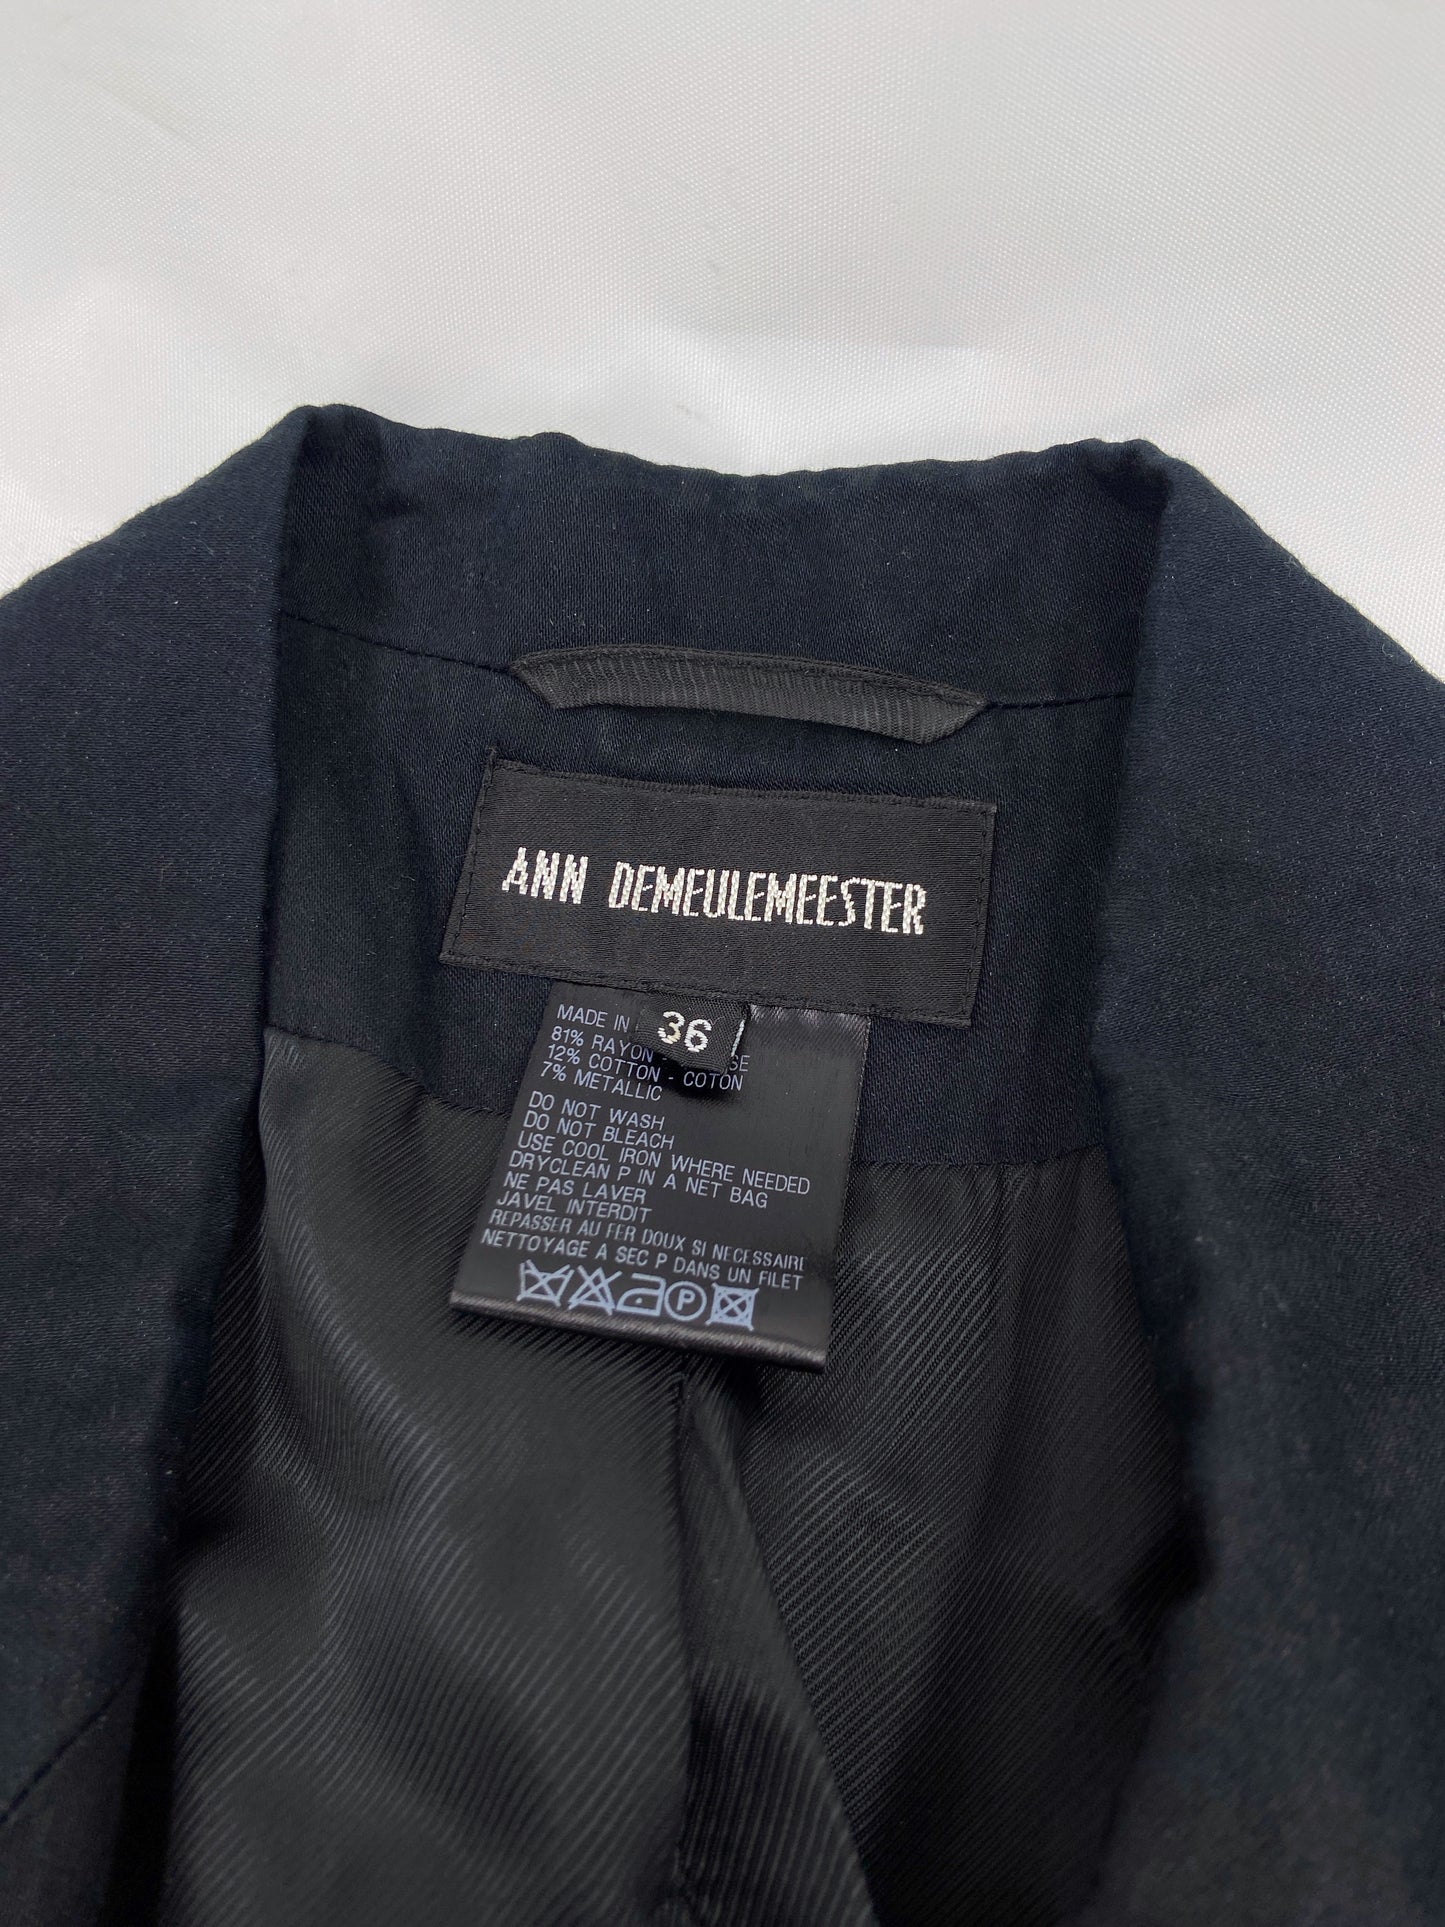 ANN DEMEULEMEESTER
36
MADE IN
81% RAYON -
12% COTTON - COTON
7% METALLIC
DO NOT WASH
DO NOT BLEACH
USE COOL IRON WHERE NEEDED
DRYCLEAN P IN A NET BAG
NE PAS LAVER
JAVEL INTERDIT
REPASSER AU FER DOUX SI NECESSAIRE
NETTOYAGE A SEC P DANS UN FILET
P